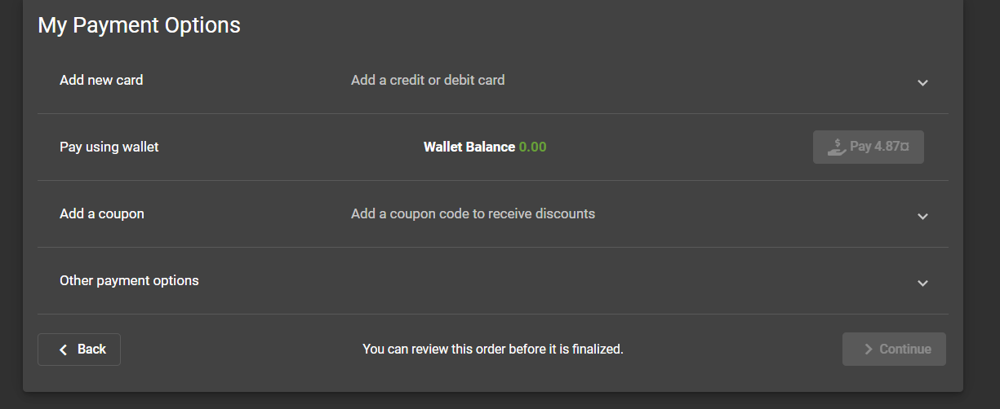 My Payment Options
Add new card Add a credit or debit card
Pay using wallet Wallet Balance 0.00 Pay 4.87¤
Add a coupon Add a coupon code to receive discounts
Other payment options
Back You can review this order before it is finalized. Continue